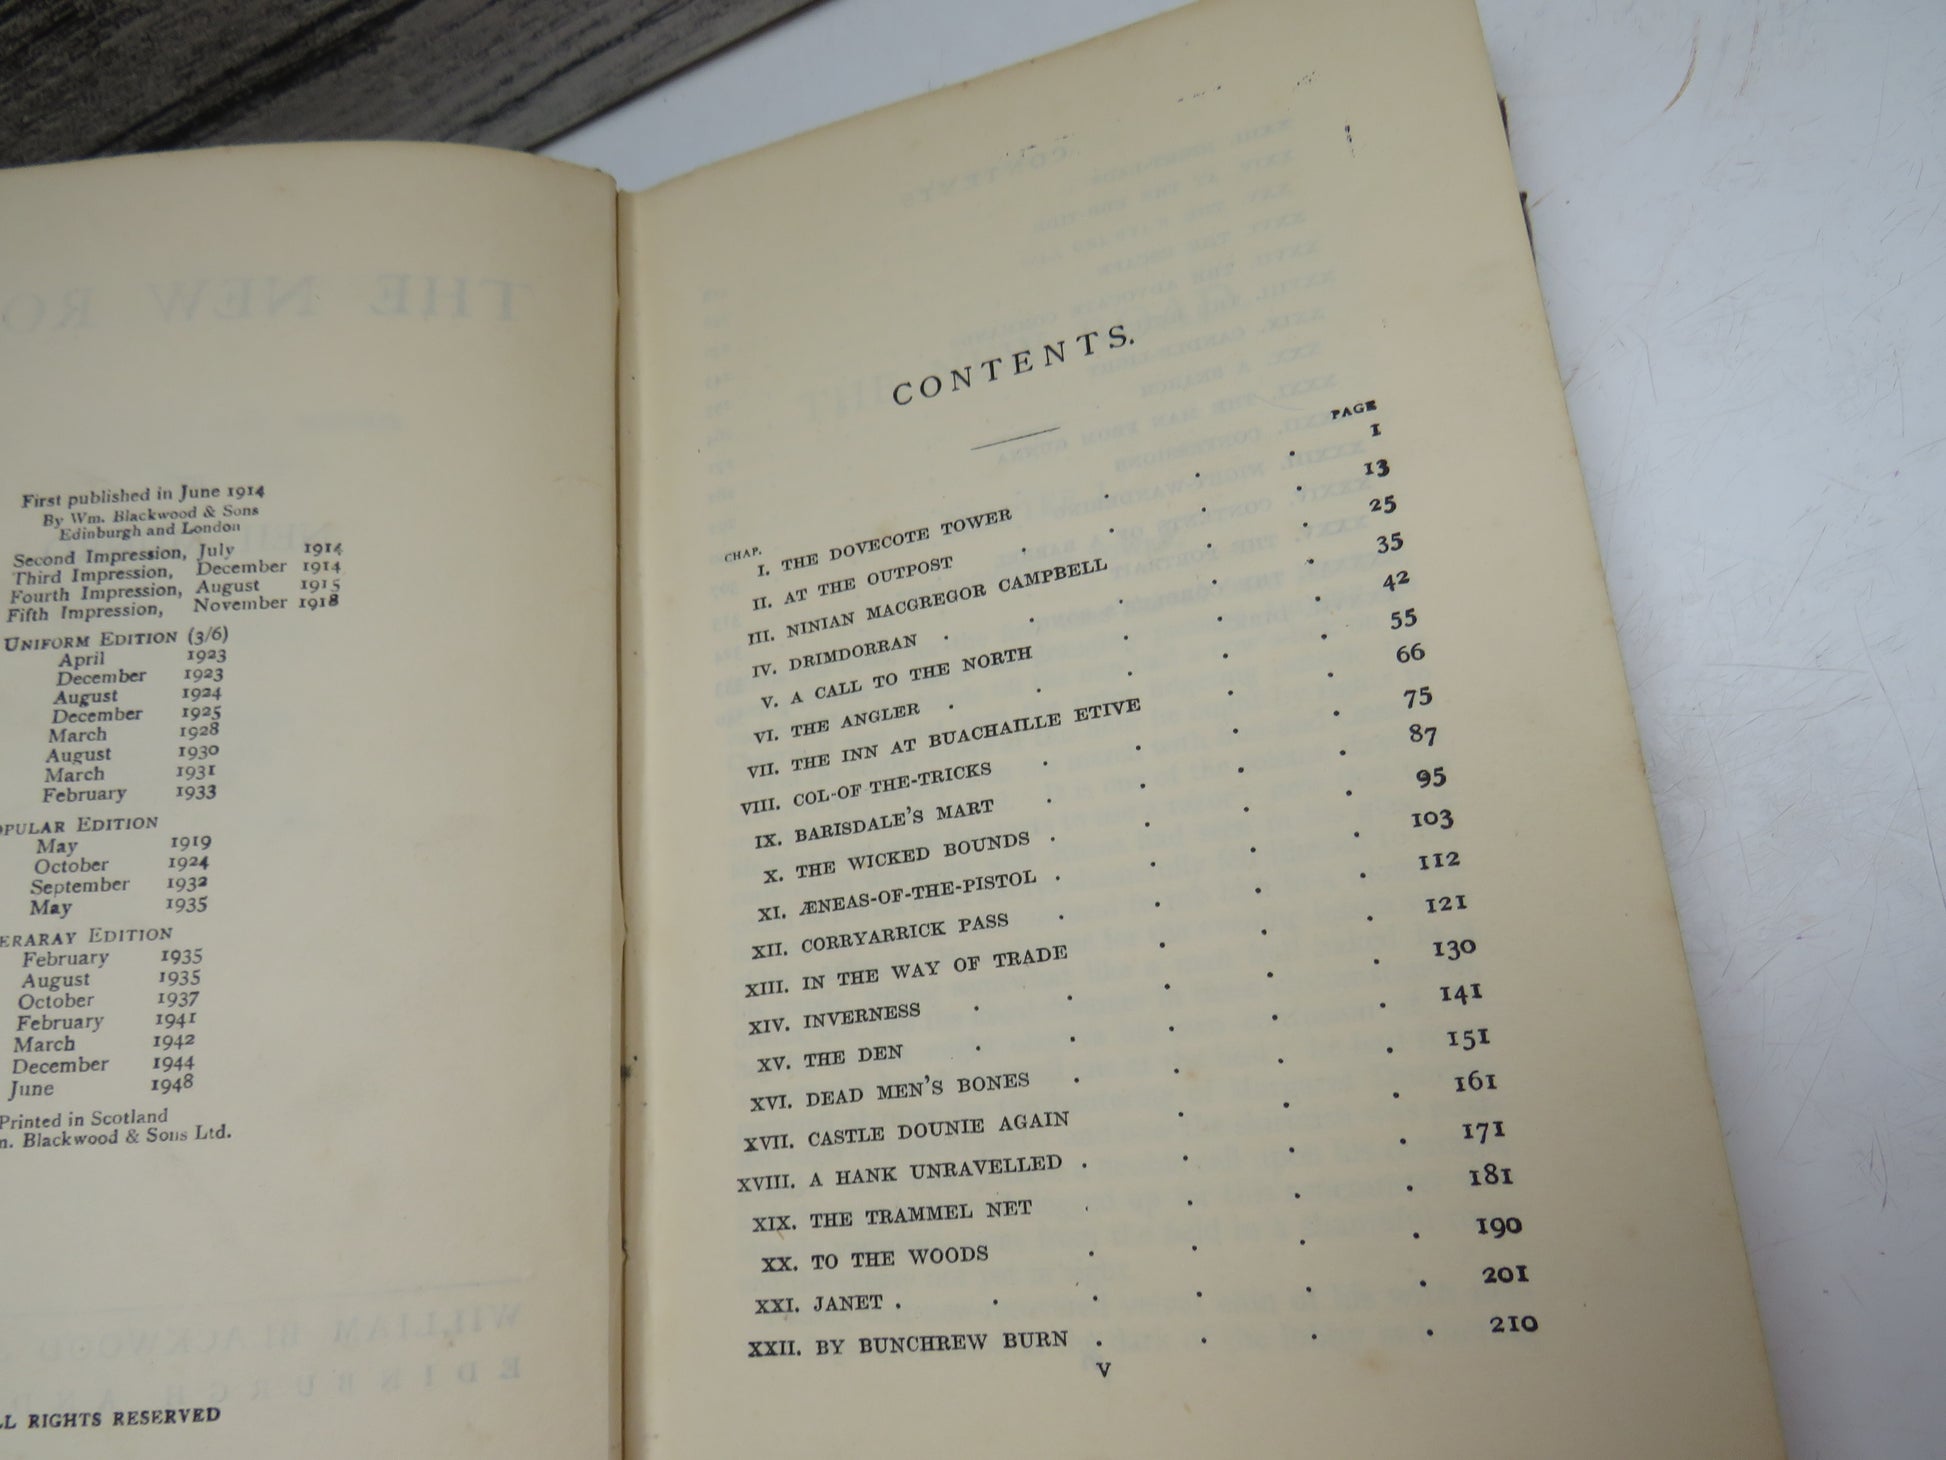 First published in June 1914
By Wm. Blackwood & Sons
Edinburgh and London
Second Impression, July 1914
Third Impression, December 1914
Fourth Impression, August 1915
Fifth Impression, November 1918
UNIFORM EDITION (3/6)
April 1923
December 1923
August 1924
December 1925
March 1928
August 1930
March 1931
February 1933
OPULAR EDITION
May 1919
October 1924
September 1932
May 1935
ERARAY EDITION
February 1935
August 1935
October 1937
February 1941
March 1942
December 1944
June 1948
Printed in Scotland
m. Blackwood & Sons Ltd.
LL RIGHTS RESERVED
CONTENTS.
CHAP. PAGE
I. THE DOVECOTE TOWER . . . 1
II. AT THE OUTPOST . . . 13
III. NINIAN MACGREGOR CAMPBELL . . 25
IV. DRIMDORRAN . . . . 35
V. A CALL TO THE NORTH . . . 42
VI. THE ANGLER . . . . 55
VII. THE INN AT BUACHAILLE ETIVE . . 66
VIII. COL-OF THE-TRICKS . . . . 75
IX. BARISDALE'S MART . . . . 87
X. THE WICKED BOUNDS . . . . 95
XI. ÆNEAS-OF-THE-PISTOL . . . . 103
XII. CORRYARRICK PASS . . . . 112
XIII. IN THE WAY OF TRADE . . . 121
XIV. INVERNESS . . . . . 130
XV. THE DEN . . . . . 141
XVI. DEAD MEN'S BONES . . . . 151
XVII. CASTLE DOUNIE AGAIN . . . 161
XVIII. A HANK UNRAVELLED . . . 171
XIX. THE TRAMMEL NET . . . . 181
XX. TO THE WOODS . . . . 190
XXI. JANET . . . . . 201
XXII. BY BUNCHREW BURN . . . . 210
V